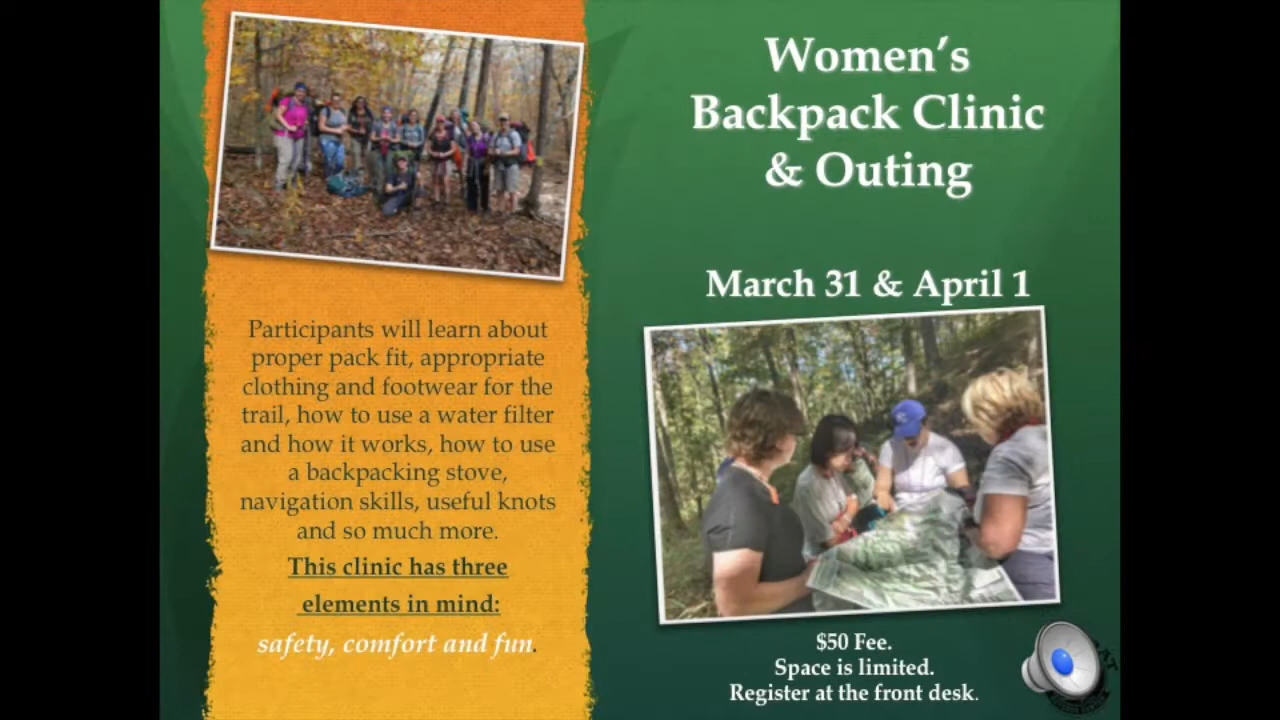 Women's
Backpack Clinic
& Outing
March 31 & April 1
Participants will learn about
proper pack fit, appropriate
clothing and footwear for the
trail, how to use a water filter
and how it works, how to use
a backpacking stove,
navigation skills, useful knots
and so much more.
This clinic has three
elements in mind:
safety, comfort and fun.
$50 Fee.
Space is limited.
Register at the front desk.